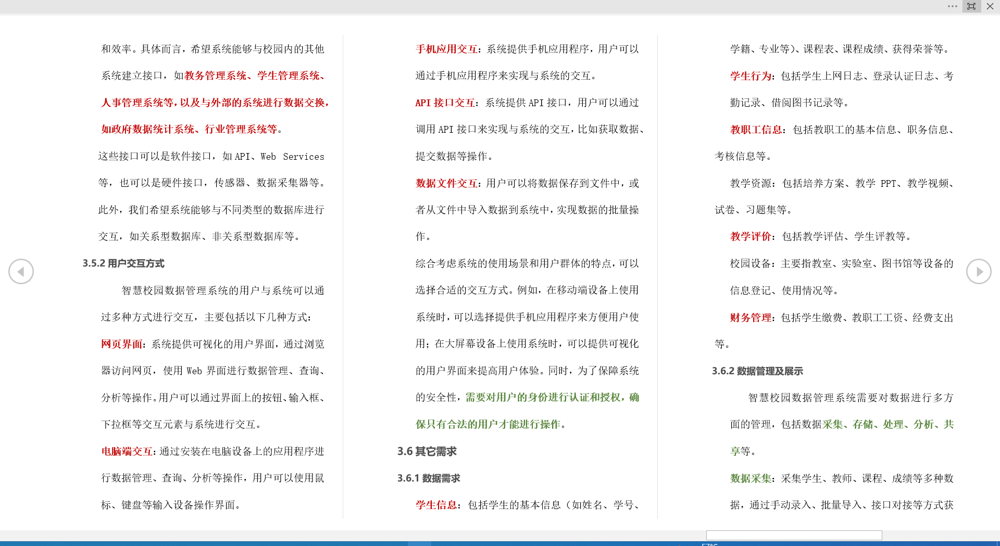 和效率。具体而言，希望系统能够与校园内的其他
系统建立接口，如教务管理系统、学生管理系统、
人事管理系统等，以及与外部的系统进行数据交换，
如政府数据统计系统、行业管理系统等。
这些接口可以是软件接口，如 API、Web Services
等，也可以是硬件接口，传感器、数据采集器等。
此外，我们希望系统能够与不同类型的数据库进行
交互，如关系型数据库、非关系型数据库等。
3.5.2 用户交互方式
智慧校园数据管理系统的用户与系统可以通
过多种方式进行交互，主要包括以下几种方式：
网页界面：系统提供可视化的用户界面，通过浏览
器访问网页，使用 Web 界面进行数据管理、查询、
分析等操作。用户可以通过界面上的按钮、输入框、
下拉框等交互元素与系统进行交互。
电脑端交互：通过安装在电脑设备上的应用程序进
行数据管理、查询、分析等操作，用户可以使用鼠
标、键盘等输入设备操作界面。
手机应用交互：系统提供手机应用程序，用户可以
通过手机应用程序来实现与系统的交互。
API 接口交互：系统提供 API 接口，用户可以通过
调用 API 接口来实现与系统的交互，比如获取数据、
提交数据等操作。
数据文件交互：用户可以将数据保存到文件中，或
者从文件中导入数据到系统中，实现数据的批量操
作。
综合考虑系统的使用场景和用户群体的特点，可以
选择合适的交互方式。例如，在移动端设备上使用
系统时，可以选择提供手机应用程序来方便用户使
用；在大屏幕设备上使用系统时，可以提供可视化
的用户界面来提高用户体验。同时，为了保障系统
的安全性，需要对用户的身份进行认证和授权，确
保只有合法的用户才能进行操作。
3.6 其它需求
3.6.1 数据需求
学生信息：包括学生的基本信息（如姓名、学号、
学籍、专业等）、课程表、课程成绩、获得荣誉等。
学生行为：包括学生上网日志、登录认证日志、考
勤记录、借阅图书记录等。
教职工信息：包括教职工的基本信息、职务信息、
考核信息等。
教学资源：包括培养方案、教学 PPT、教学视频、
试卷、习题集等。
教学评价：包括教学评估、学生评教等。
校园设备：主要指教室、实验室、图书馆等设备的
信息登记、使用情况等。
财务管理：包括学生缴费、教职工工资、经费支出
等。
3.6.2 数据管理及展示
智慧校园数据管理系统需要对数据进行多方
面的管理，包括数据采集、存储、处理、分析、共
享等。
数据采集：采集学生、教师、课程、成绩等多种数
据，通过手动录入、批量导入、接口对接等方式获